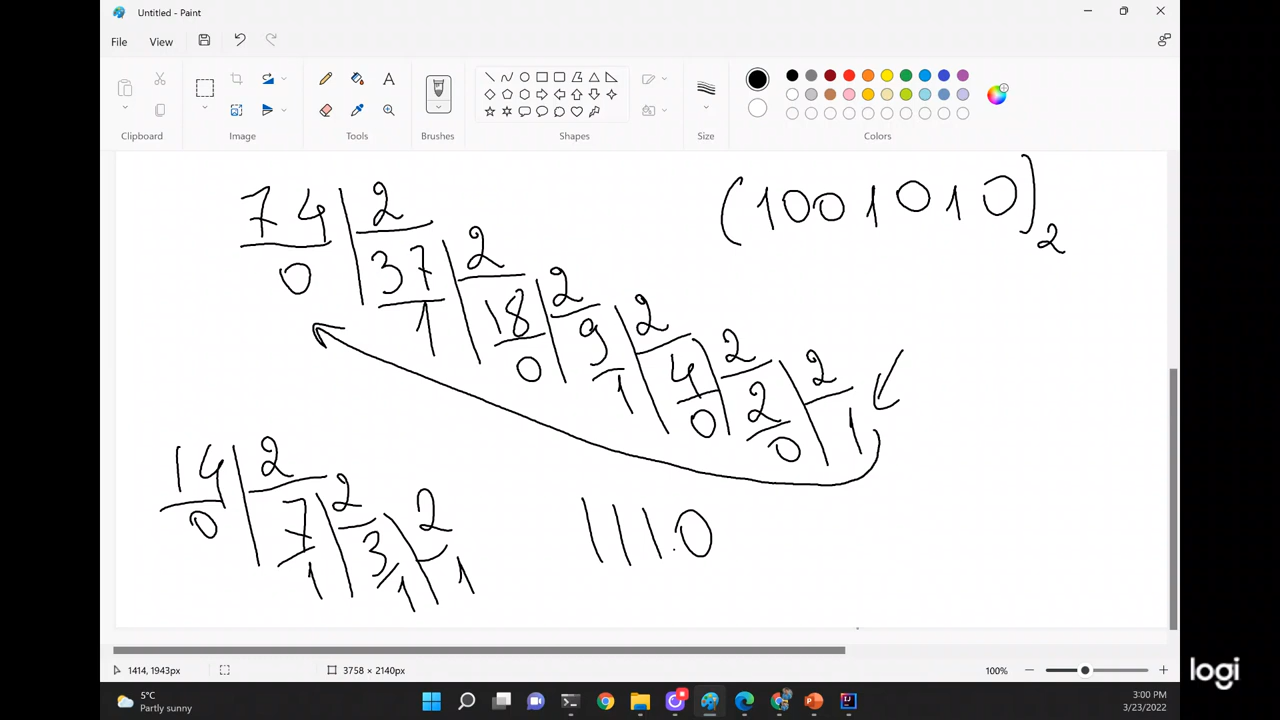 Untitled - Paint
File View
Clipboard Image Tools Brushes Shapes Size Colors
74 2
0 37 2
1 18 2
0 9 2
1 4 2
0 2 2
0 1
(1001010)2
14 2
0 7 2
1 3 2
1 1
1110
1414, 1943px 3758 × 2140px 100%
logi
5°C
Partly sunny
3:00 PM
3/23/2022